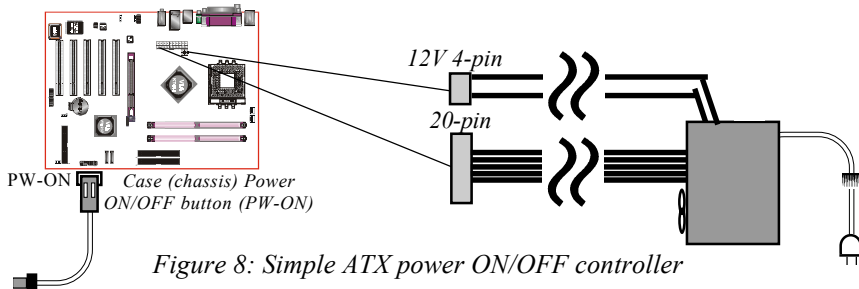 12V 4-pin
20-pin
PW-ON
Case (chassis) Power
ON/OFF button (PW-ON)
Figure 8: Simple ATX power ON/OFF controller